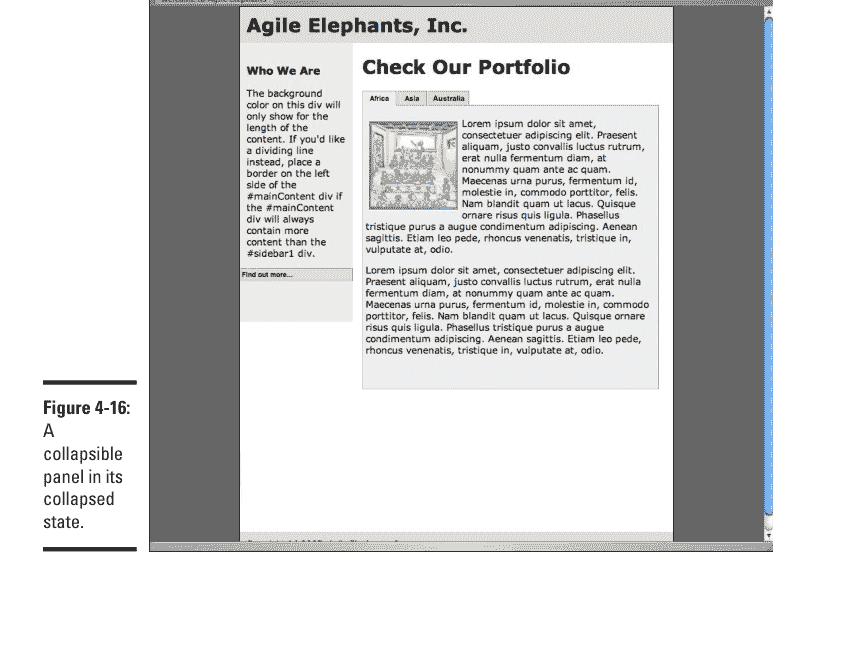 Agile Elephants, Inc.
Who We Are
The background
color on this div will
only show for the
length of the
content. If you'd like
a dividing line
instead, place a
border on the left
side of the
#mainContent div if
the #mainContent
div will always
contain more
content than the
#sidebar1 div.
Find out more...
Check Our Portfolio
Africa Asia Australia
Lorem ipsum dolor sit amet,
consectetuer adipiscing elit. Praesent
aliquam, justo convallis luctus rutrum,
erat nulla fermentum diam, at
nonummy quam ante ac quam.
Maecenas urna purus, fermentum id,
molestie in, commodo porttitor, felis.
Nam blandit quam ut lacus. Quisque
ornare risus quis ligula. Phasellus
tristique purus a augue condimentum adipiscing. Aenean
sagittis. Etiam leo pede, rhoncus venenatis, tristique in,
vulputate at, odio.
Lorem ipsum dolor sit amet, consectetuer adipiscing elit.
Praesent aliquam, justo convallis luctus rutrum, erat nulla
fermentum diam, at nonummy quam ante ac quam.
Maecenas urna purus, fermentum id, molestie in, commodo
porttitor, felis. Nam blandit quam ut lacus. Quisque ornare
risus quis ligula. Phasellus tristique purus a augue
condimentum adipiscing. Aenean sagittis. Etiam leo pede,
rhoncus venenatis, tristique in, vulputate at, odio.
Figure 4-16:
A
collapsible
panel in its
collapsed
state.